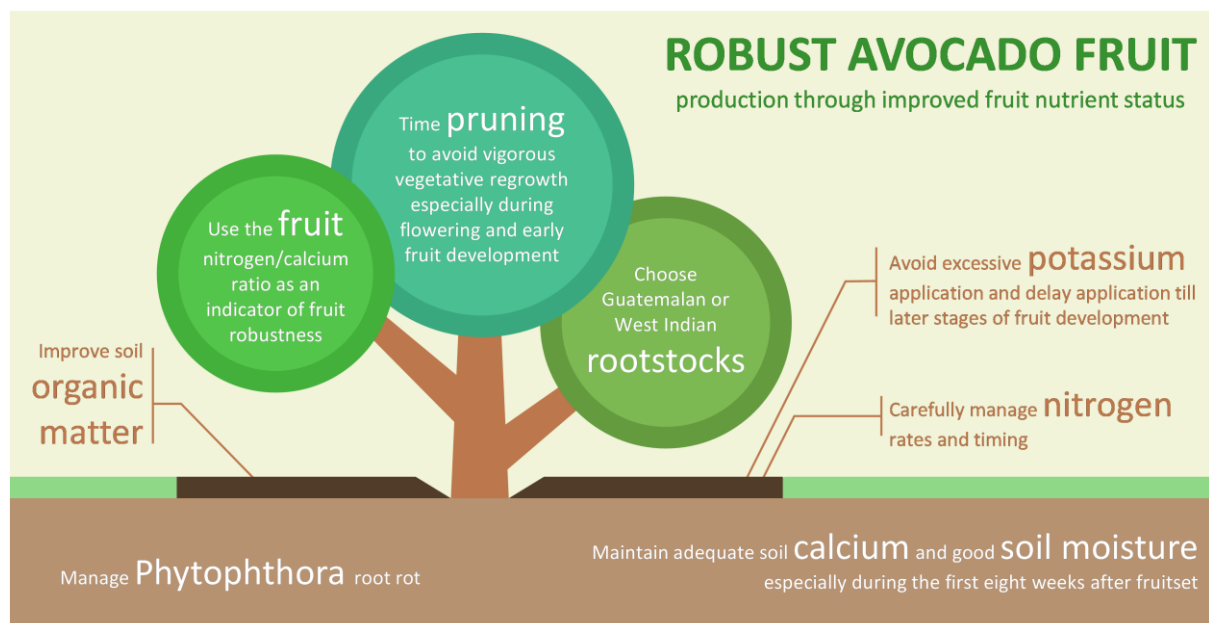 ROBUST AVOCADO FRUIT
production through improved fruit nutrient status
Time pruning
to avoid vigorous
vegetative regrowth
especially during
flowering and early
fruit development
Use the fruit
nitrogen/calcium
ratio as an
indicator of fruit
robustness
Choose
Guatemalan or
West Indian
rootstocks
Avoid excessive potassium
application and delay application till
later stages of fruit development
Improve soil
organic
matter
Carefully manage nitrogen
rates and timing
Manage Phytophthora root rot
Maintain adequate soil calcium and good soil moisture
especially during the first eight weeks after fruitset